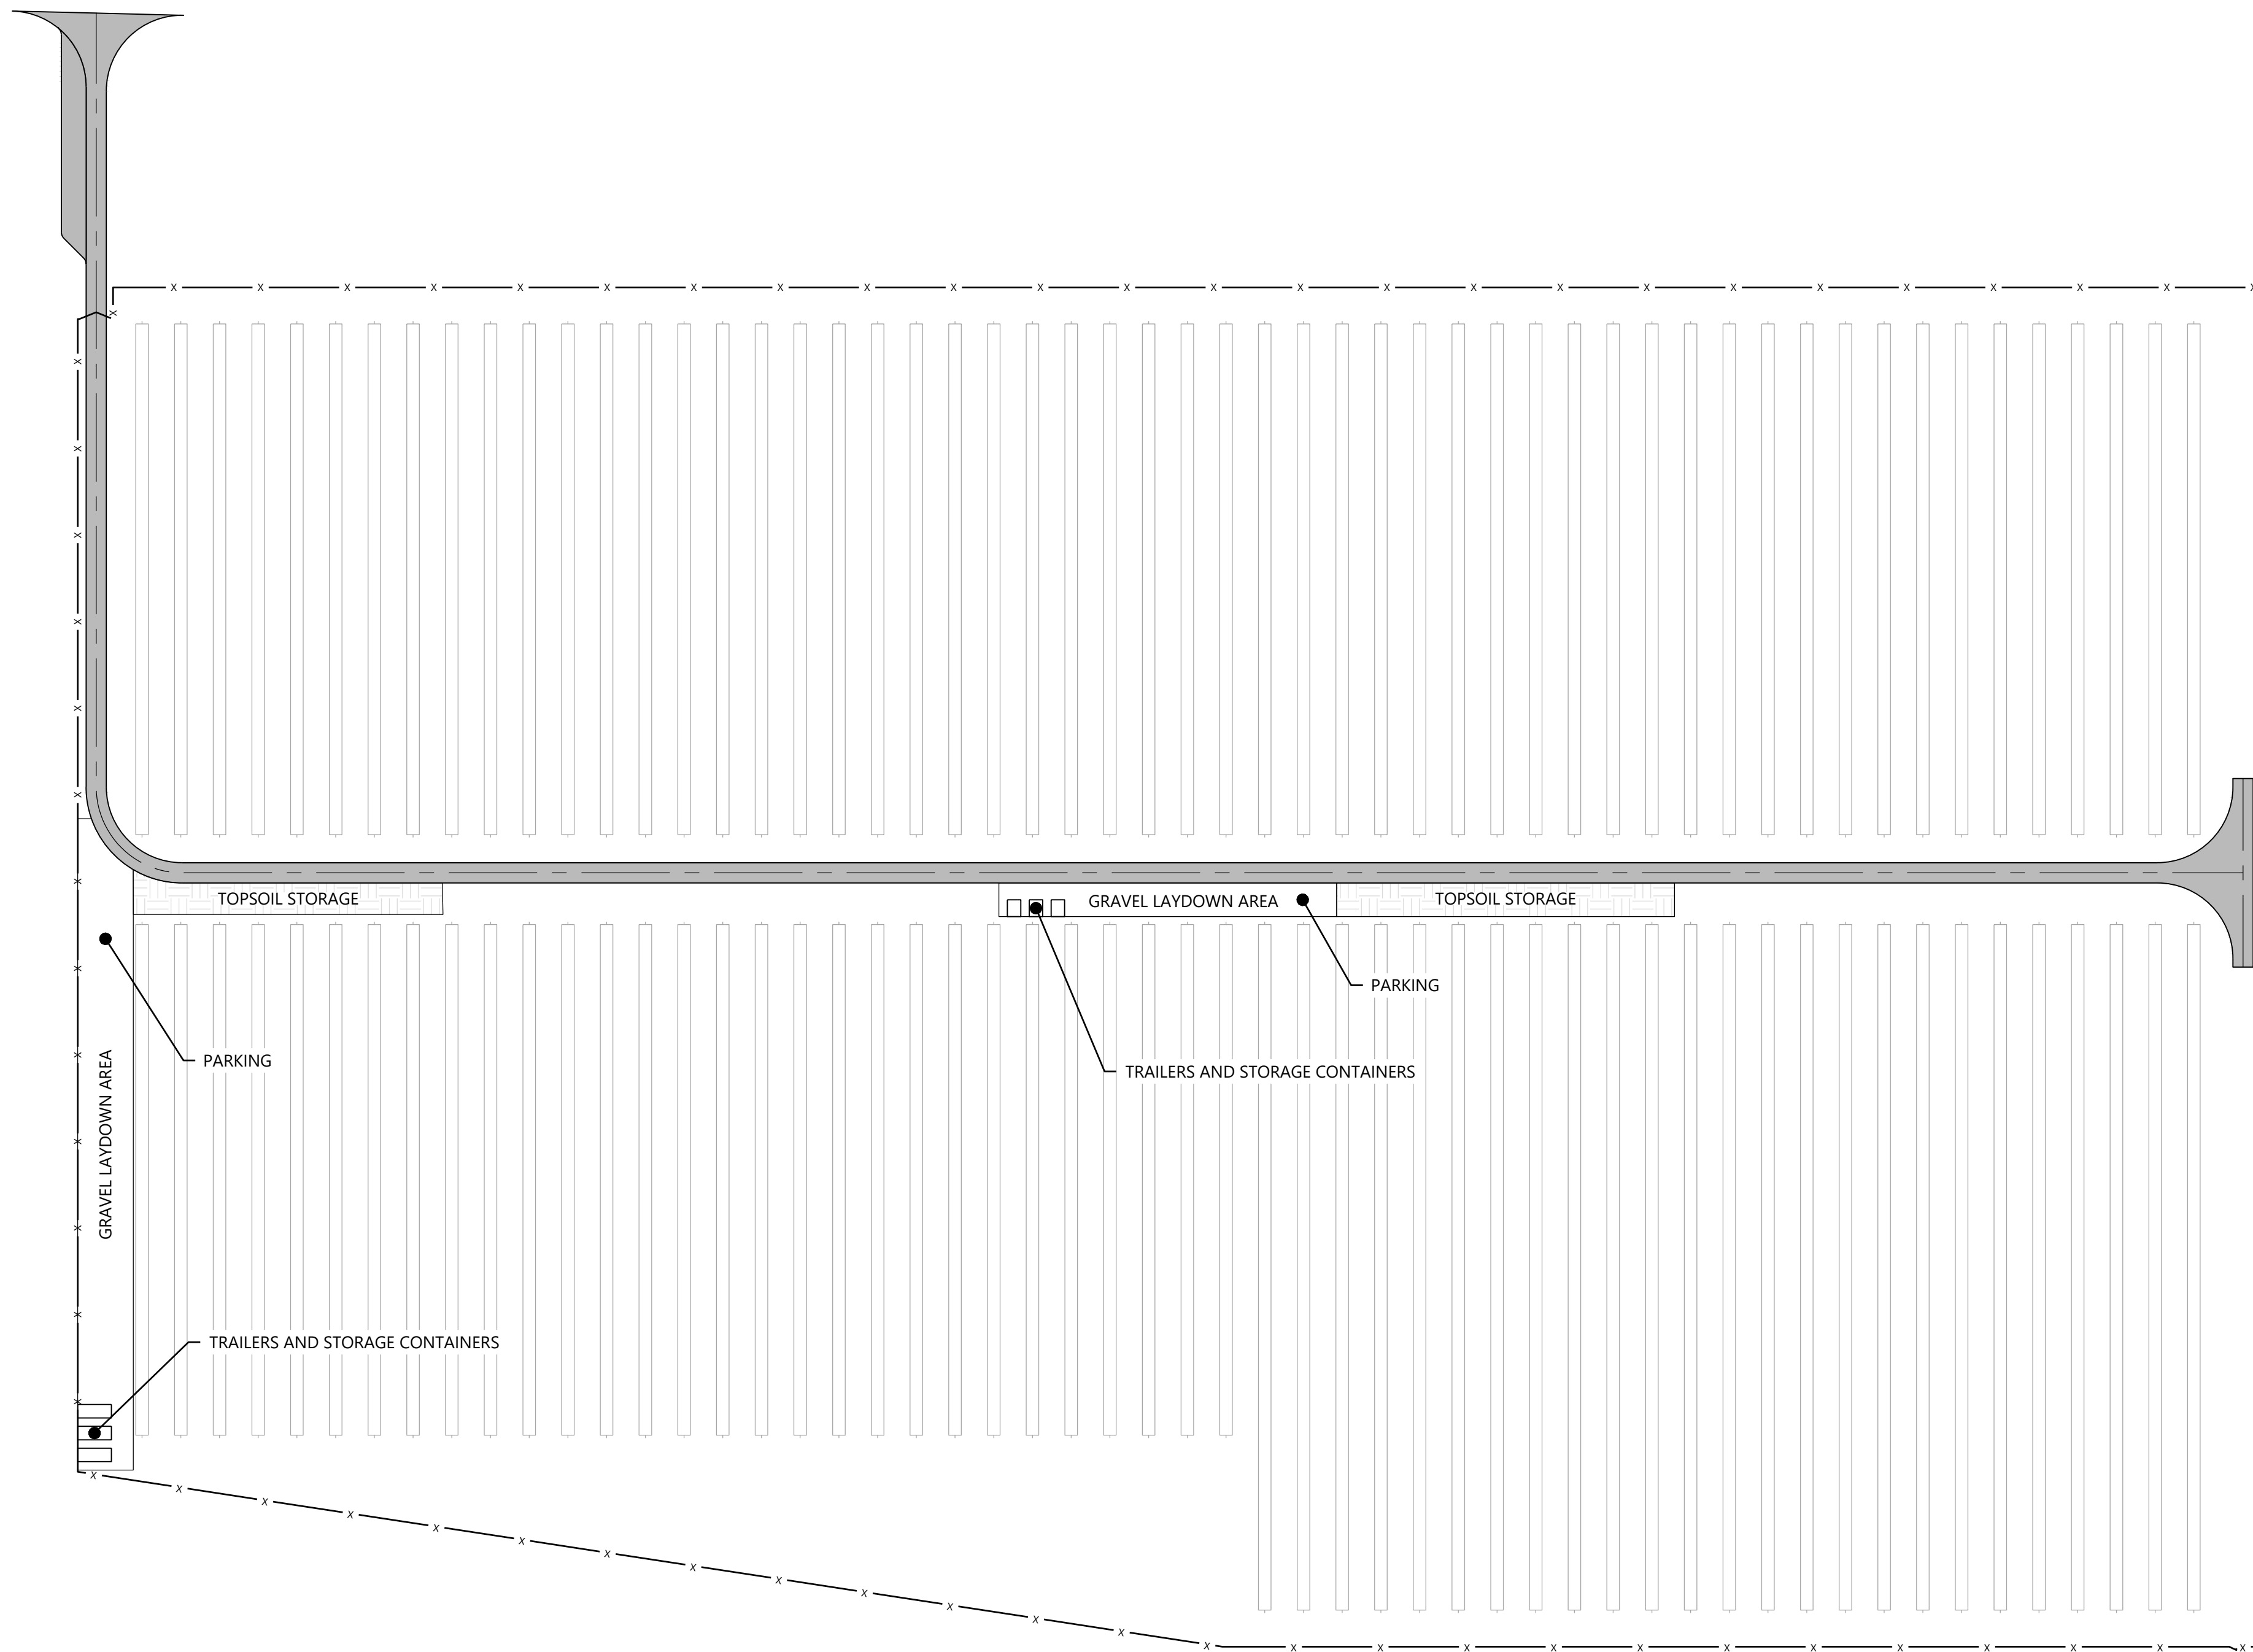 TOPSOIL STORAGE
GRAVEL LAYDOWN AREA
TOPSOIL STORAGE
PARKING
PARKING
TRAILERS AND STORAGE CONTAINERS
GRAVEL LAYDOWN AREA
TRAILERS AND STORAGE CONTAINERS